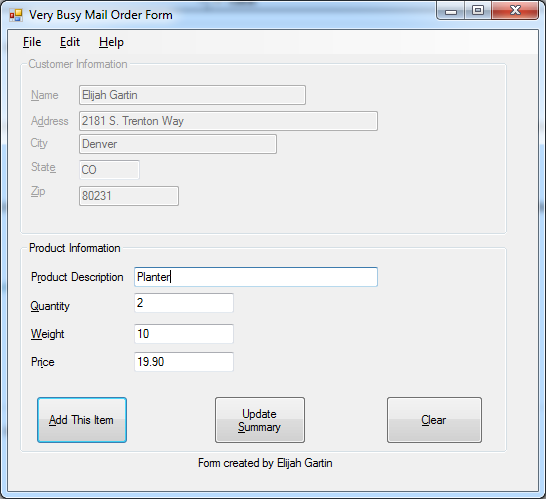 Very Busy Mail Order Form
File Edit Help
Customer Information
Name Elijah Gartin
Address 2181 S. Trenton Way
City Denver
State CO
Zip 80231
Product Information
Product Description Planter
Quantity 2
Weight 10
Price 19.90
Add This Item Update Summary Clear
Form created by Elijah Gartin